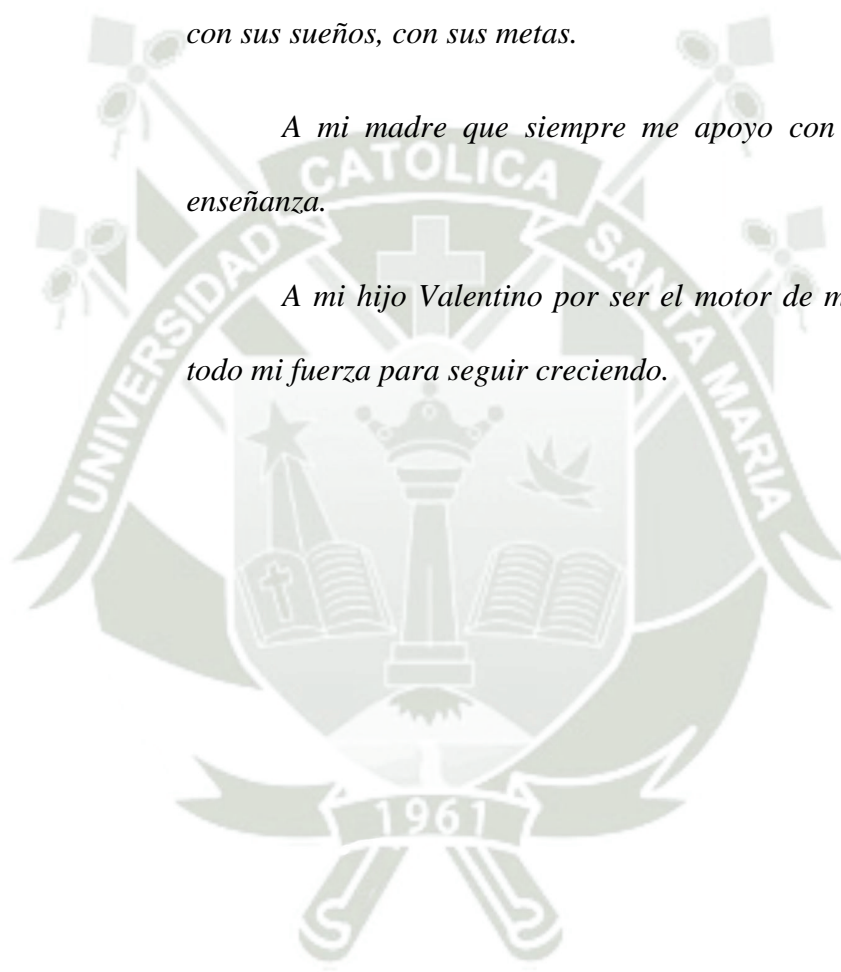 con sus sueños, con sus metas.
A mi madre que siempre me apoyo con
enseñanza.
A mi hijo Valentino por ser el motor de
todo mi fuerza para seguir creciendo.
UNIVERSIDAD CATOLICA SANTA MARIA
1961